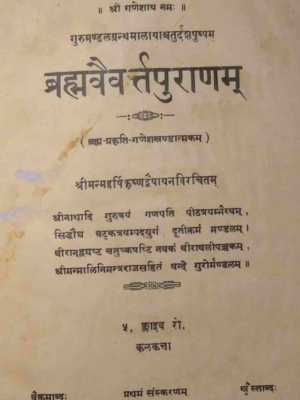 ॥ श्री गणेशाय नमः ॥
गुरुमण्डलग्रन्थमालायाश्चतुर्दशपुष्पम्
ब्रह्मवैवर्त्तपुराणम्
( ब्रह्म-प्रकृति-गणेशखण्डात्मकम् )
श्रीमन्महर्षिकृष्णद्वैपायनविरचितम्
श्रीनाथादि गुरुत्रयं गणपतिं पीठत्रयम्भैरवम्,
सिद्धौघं बटुकत्रयम्पदयुगं दूतीक्रमं मण्डलम् ।
वीरान्द्व्यष्ट चतुष्कषष्टि नवकं वीरावलीपञ्चकम्,
श्रीमन्मालिनिमन्त्रराजसहितं वन्दे गुरोर्मण्डलम् ॥
५, क्लाइव रो,
कलकत्ता
प्रथमं संस्करणम्